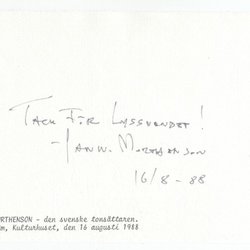 TACK FÖR LYSSNANDET!
- JAN W. MORTHENSON
16/8 - 88
RTHENSON - den svenske tonsättaren.
m, Kulturhuset, den 16 augusti 1988